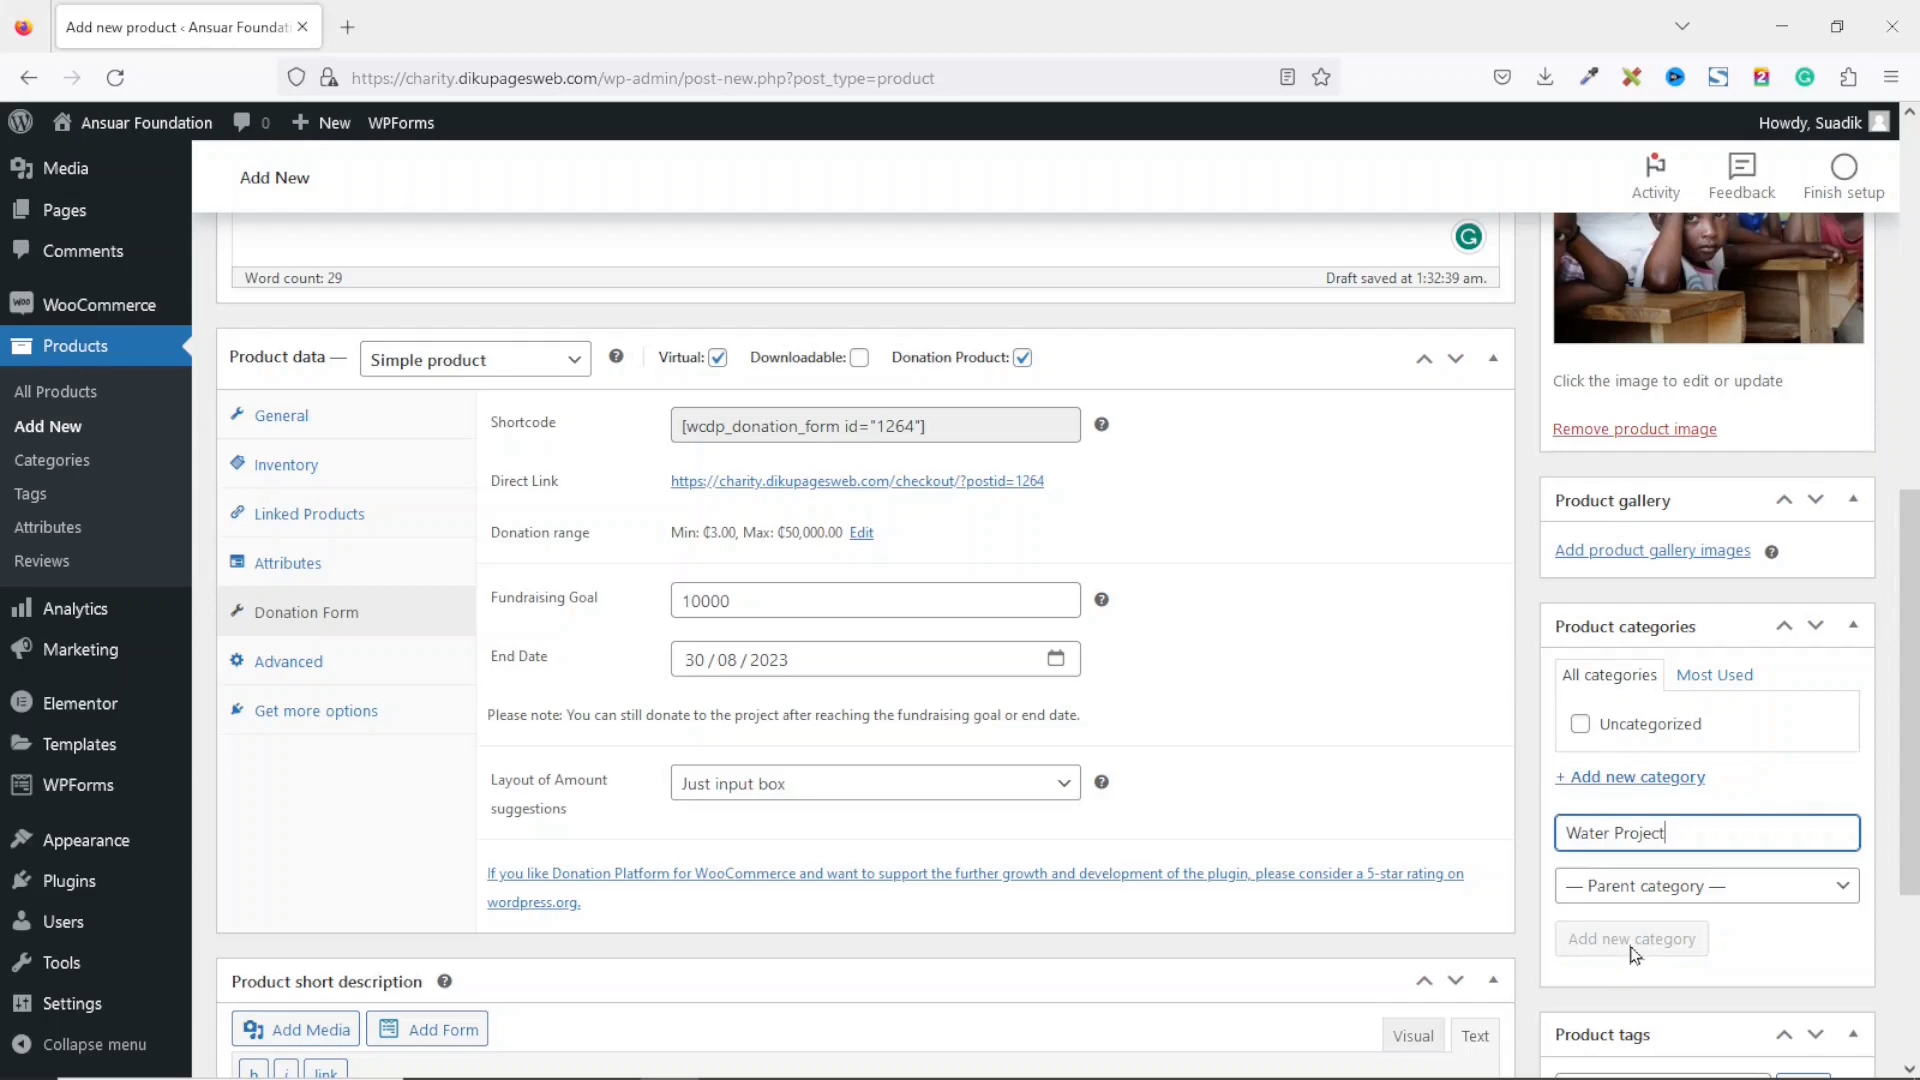 Add new product ‹ Ansuar Foundati
https://charity.dikupagesweb.com/wp-admin/post-new.php?post_type=product
Ansuar Foundation
0
New
WPForms
Howdy, Suadik
Media
Pages
Comments
WooCommerce
Products
All Products
Add New
Categories
Tags
Attributes
Reviews
Analytics
Marketing
Elementor
Templates
WPForms
Appearance
Plugins
Users
Tools
Settings
Collapse menu
Add New
Activity
Feedback
Finish setup
Word count: 29
Draft saved at 1:32:39 am.
Product data —
Simple product
Virtual:
Downloadable:
Donation Product:
General
Inventory
Linked Products
Attributes
Donation Form
Advanced
Get more options
Shortcode
[wcdp_donation_form id="1264"]
Direct Link
https://charity.dikupagesweb.com/checkout/?postid=1264
Donation range
Min: ₵3.00, Max: ₵50,000.00 Edit
Fundraising Goal
10000
End Date
30/08/2023
Please note: You can still donate to the project after reaching the fundraising goal or end date.
Layout of Amount
suggestions
Just input box
If you like Donation Platform for WooCommerce and want to support the further growth and development of the plugin, please consider a 5-star rating on
wordpress.org.
Product short description
Add Media
Add Form
Visual
Text
b
i
link
Click the image to edit or update
Remove product image
Product gallery
Add product gallery images
Product categories
All categories
Most Used
Uncategorized
+ Add new category
Water Project
— Parent category —
Add new category
Product tags